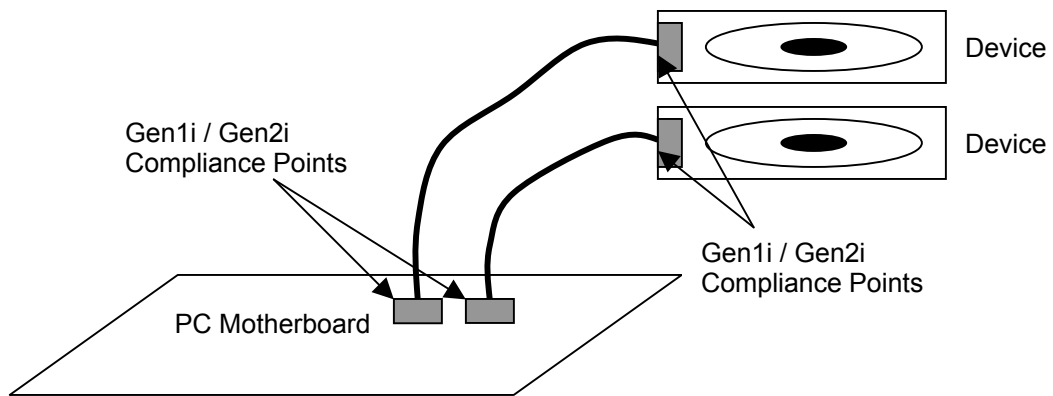 Device
Device
Gen1i / Gen2i
Compliance Points
Gen1i / Gen2i
Compliance Points
PC Motherboard